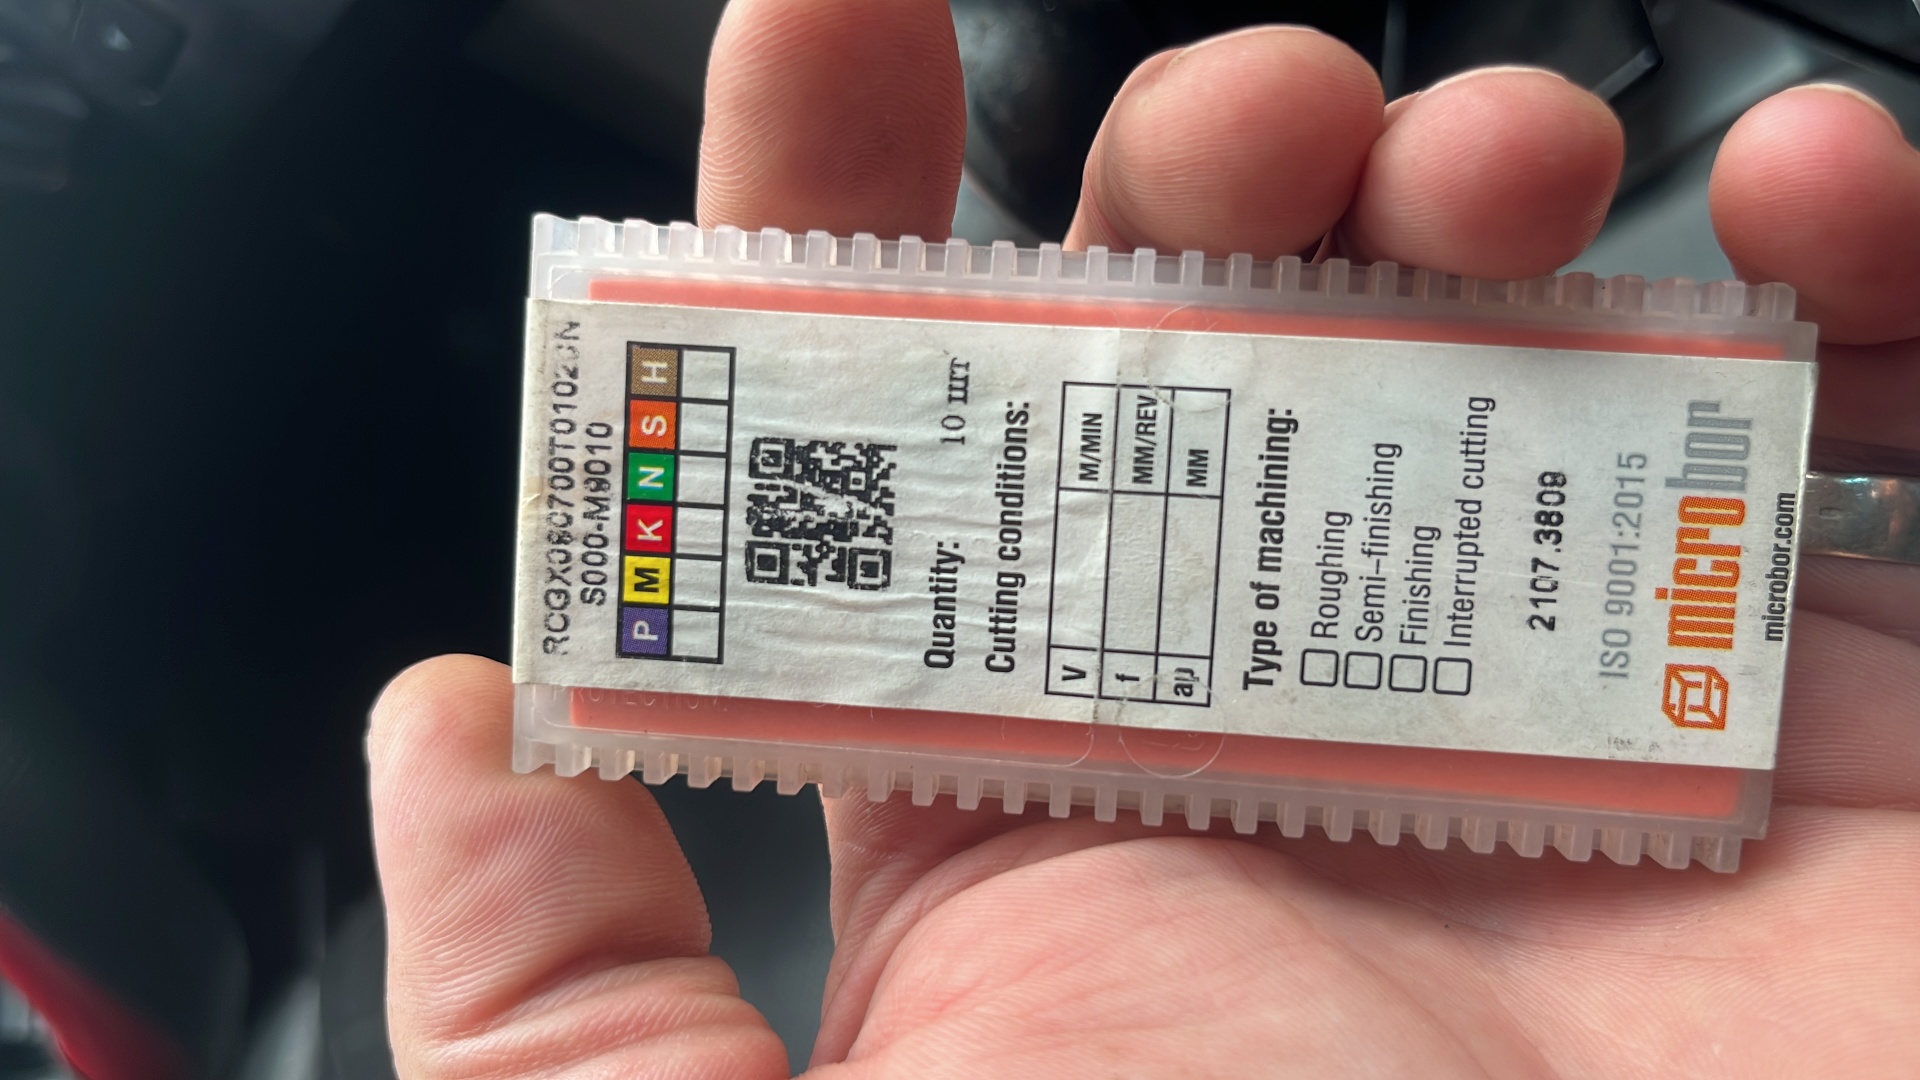 S000-M9010
P M K N S H
Quantity: 10 шт
Cutting conditions:
V M/MIN
f MM/REV
ap MM
Type of machining:
Roughing
Semi-finishing
Finishing
Interrupted cutting
2107.3809
ISO 9001:2015
microbor
microbor.com